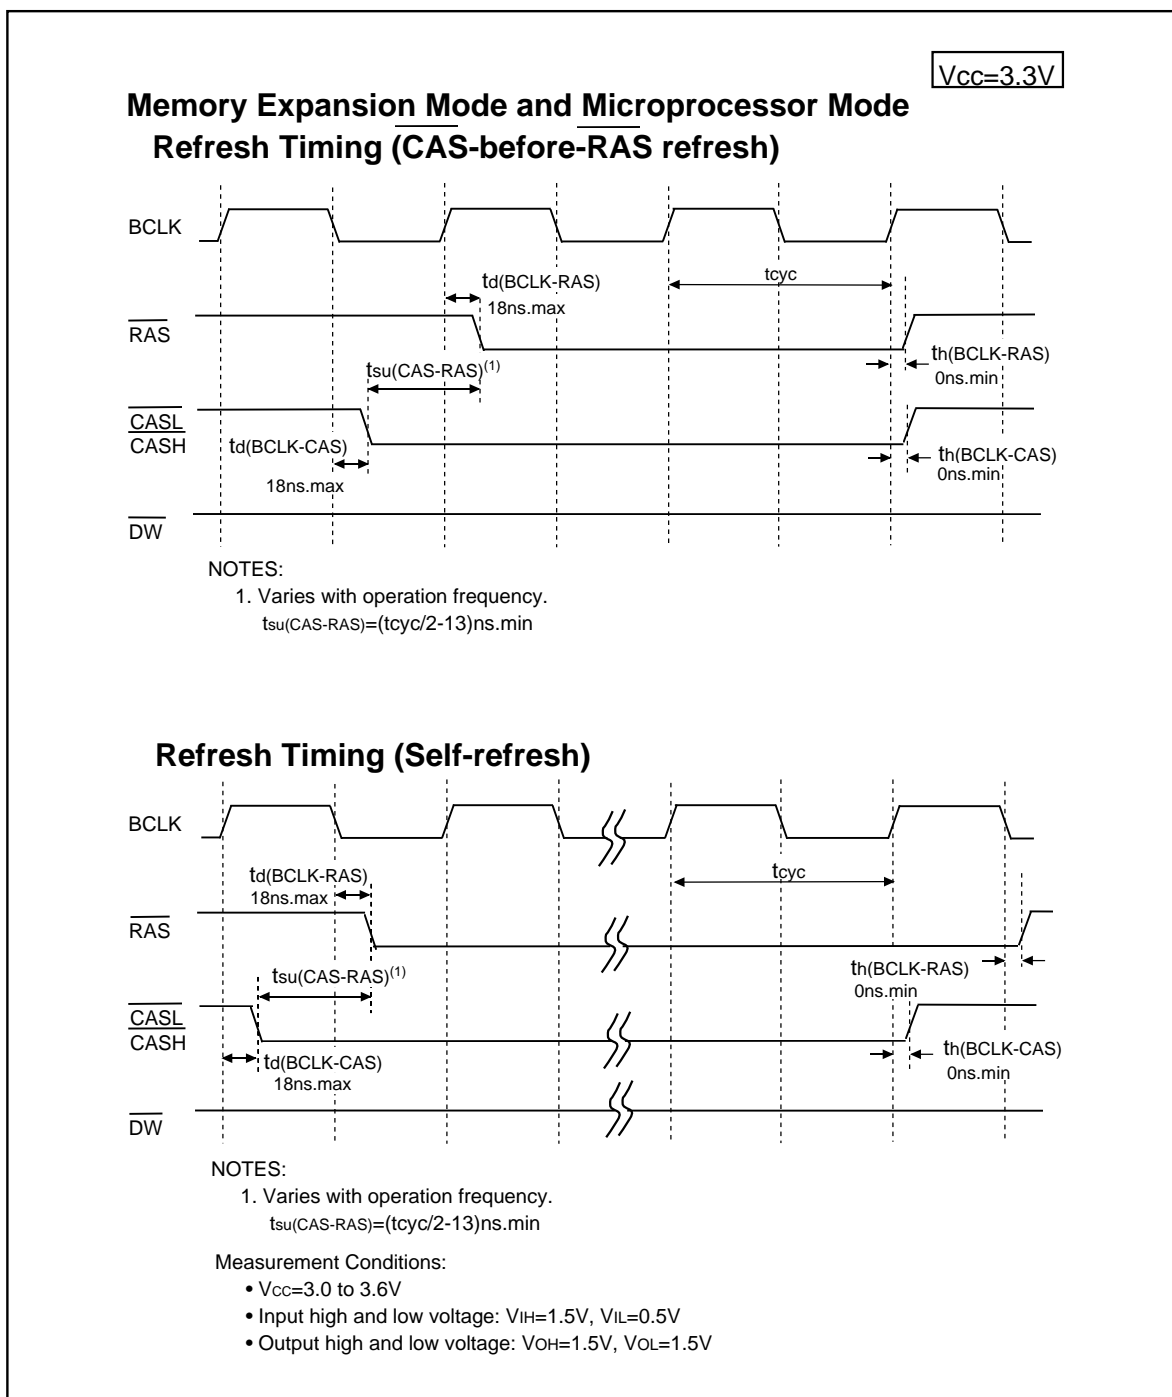 Vcc=3.3V
Memory Expansion Mode and Microprocessor Mode
Refresh Timing (CAS-before-RAS refresh)
BCLK
td(BCLK-RAS)
18ns.max
tcyc
RAS
th(BCLK-RAS)
0ns.min
tsu(CAS-RAS)(1)
CASL
CASH
td(BCLK-CAS)
18ns.max
th(BCLK-CAS)
0ns.min
DW
NOTES:
1. Varies with operation frequency.
tsu(CAS-RAS)=(tcyc/2-13)ns.min
Refresh Timing (Self-refresh)
BCLK
td(BCLK-RAS)
18ns.max
tcyc
RAS
th(BCLK-RAS)
0ns.min
tsu(CAS-RAS)(1)
CASL
CASH
td(BCLK-CAS)
18ns.max
th(BCLK-CAS)
0ns.min
DW
NOTES:
1. Varies with operation frequency.
tsu(CAS-RAS)=(tcyc/2-13)ns.min
Measurement Conditions:
• VCC=3.0 to 3.6V
• Input high and low voltage: VIH=1.5V, VIL=0.5V
• Output high and low voltage: VOH=1.5V, VOL=1.5V